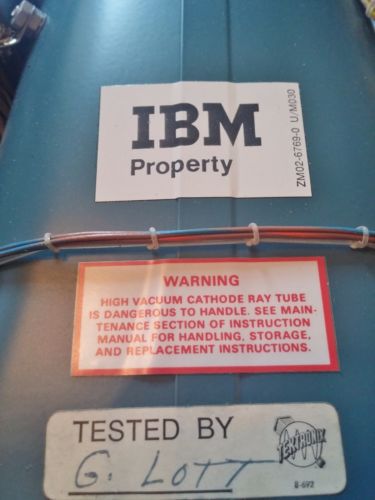 IBM
Property
ZM02-6769-0 U/M030
WARNING
HIGH VACUUM CATHODE RAY TUBE
IS DANGEROUS TO HANDLE. SEE MAIN-
TENANCE SECTION OF INSTRUCTION
MANUAL FOR HANDLING, STORAGE,
AND REPLACEMENT INSTRUCTIONS.
TESTED BY
TEKTRONIX
G. LOTT
B-692